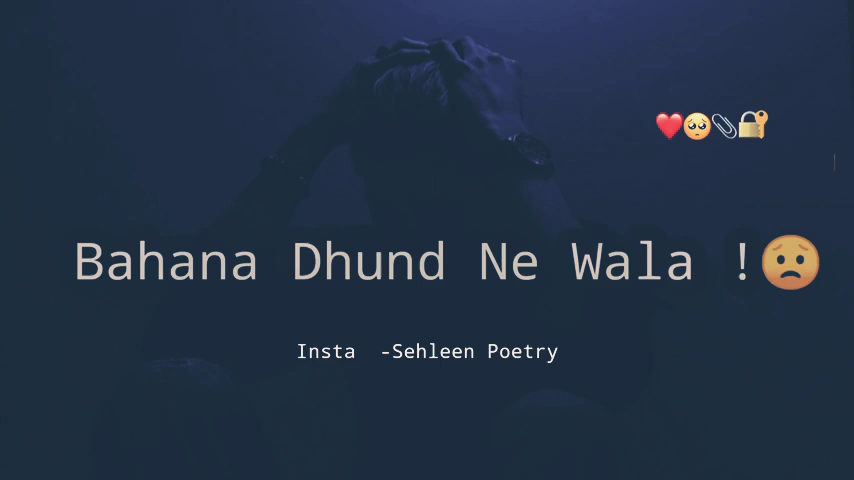 ❤️🥺📎🔐
Bahana Dhund Ne Wala !😟
Insta -Sehleen Poetry